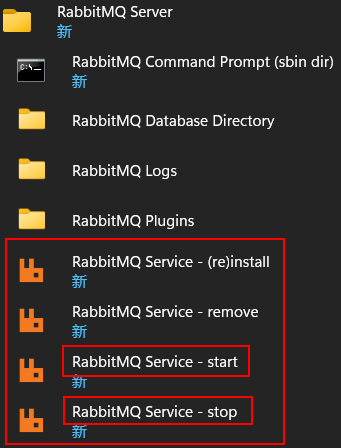 RabbitMQ Server
新
RabbitMQ Command Prompt (sbin dir)
新
RabbitMQ Database Directory
RabbitMQ Logs
RabbitMQ Plugins
RabbitMQ Service - (re)install
新
RabbitMQ Service - remove
新
RabbitMQ Service - start
新
RabbitMQ Service - stop
新